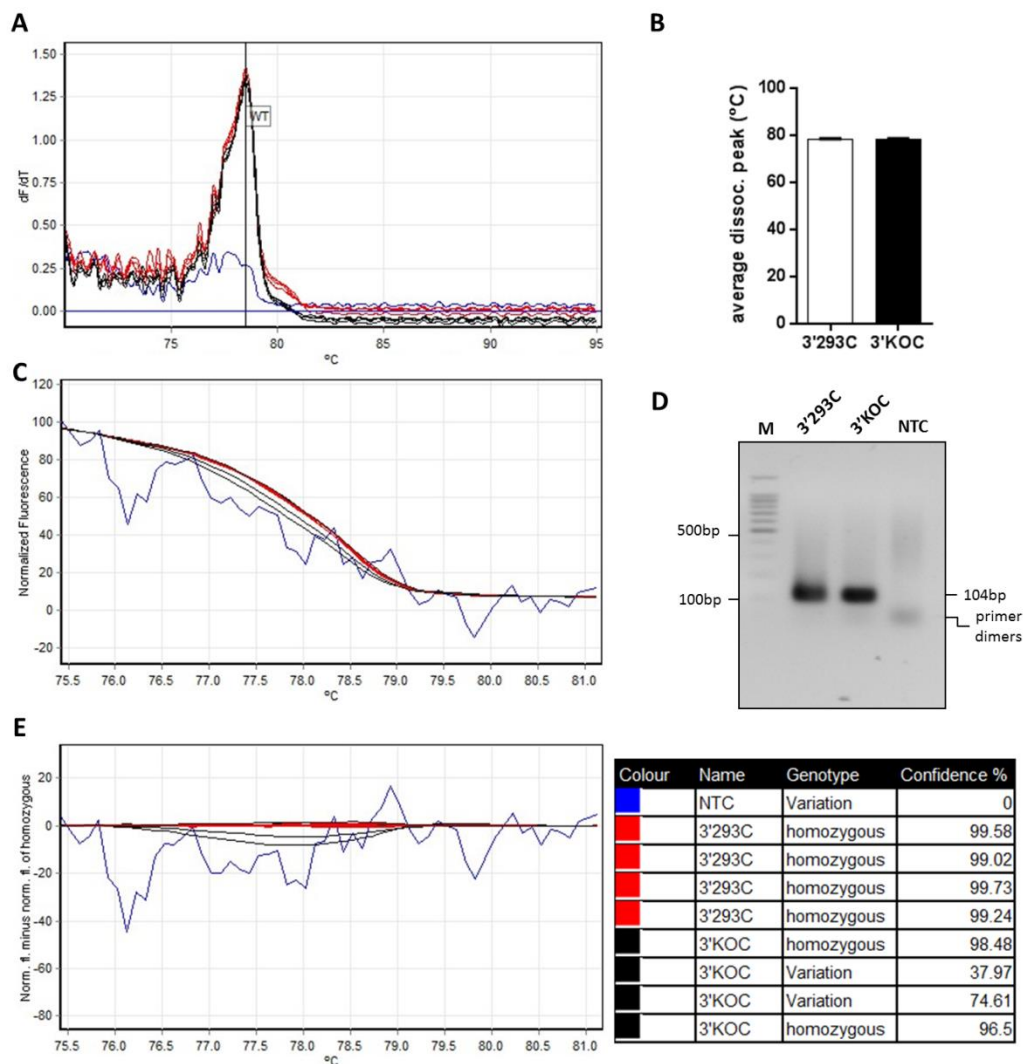 A
1.50
1.25
1.00
0.75
0.50
0.25
0.00
dF/dT
WT
75
80
85
90
95
ºC
B
100
80
60
40
20
0
average dissoc. peak (ºC)
3'293C
3'KOC
C
120
100
80
60
40
20
0
-20
Normalized Fluorescence
75.5
76.0
76.5
77.0
77.5
78.0
78.5
79.0
79.5
80.0
80.5
81.0
ºC
D
M
3'293C
3'KOC
NTC
500bp
100bp
104bp
primer
dimers
E
20
0
-20
-40
-60
-80
Norm. fl. minus norm. fl. of homozygous
75.5
76.0
76.5
77.0
77.5
78.0
78.5
79.0
79.5
80.0
80.5
81.0
ºC
Colour Name Genotype Confidence %
NTC Variation 0
3'293C homozygous 99.58
3'293C homozygous 99.02
3'293C homozygous 99.73
3'293C homozygous 99.24
3'KOC homozygous 98.48
3'KOC Variation 37.97
3'KOC Variation 74.61
3'KOC homozygous 96.5